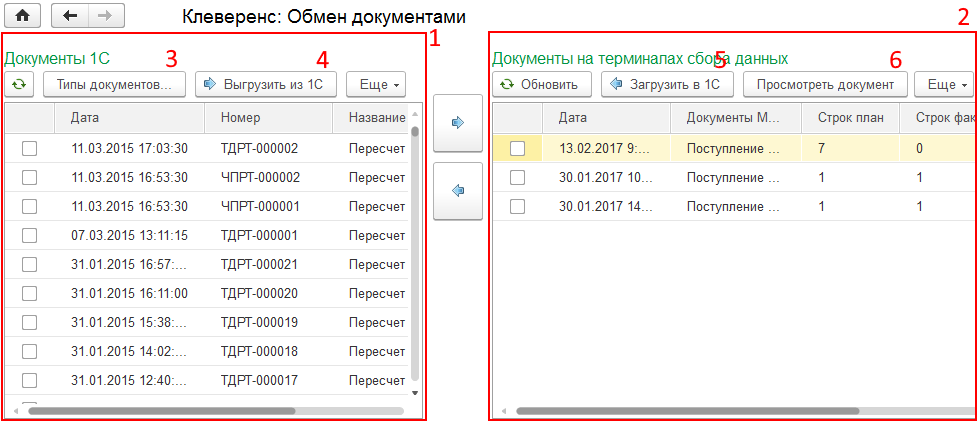 Клеверенс: Обмен документами
1
2
Документы 1С
3
4
Типы документов...
Выгрузить из 1С
Еще
Дата Номер Название
11.03.2015 17:03:30 ТДРТ-000002 Пересчет
11.03.2015 16:53:30 ЧПРТ-000002 Пересчет
11.03.2015 16:53:30 ЧПРТ-000001 Пересчет
07.03.2015 13:11:15 ТДРТ-000001 Пересчет
31.01.2015 16:57:... ТДРТ-000021 Пересчет
31.01.2015 16:11:00 ТДРТ-000020 Пересчет
31.01.2015 15:38:... ТДРТ-000019 Пересчет
31.01.2015 14:02:... ТДРТ-000018 Пересчет
31.01.2015 12:40:... ТДРТ-000017 Пересчет
Документы на терминалах сбора данных
5
6
Обновить
Загрузить в 1С
Просмотреть документ
Еще
Дата Документы М... Строк план Строк фак
13.02.2017 9:... Поступление ... 7 0
30.01.2017 10... Поступление ... 1 1
30.01.2017 14... Поступление ... 1 1